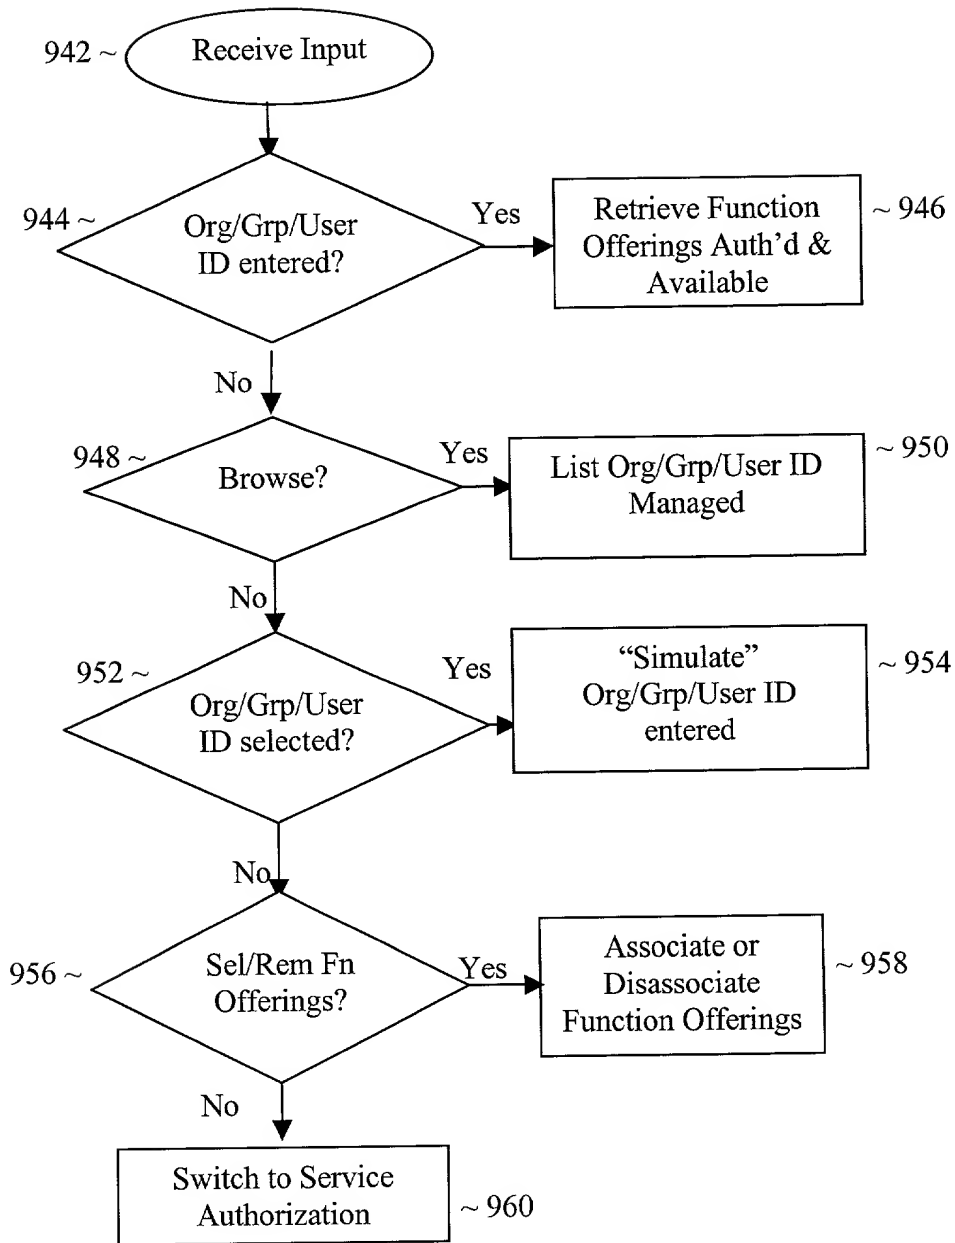 942 ~
Receive Input
944 ~
Org/Grp/User
ID entered?
Yes
Retrieve Function
Offerings Auth’d &
Available
~ 946
No
948 ~
Browse?
Yes
List Org/Grp/User ID
Managed
~ 950
No
952 ~
Org/Grp/User
ID selected?
Yes
“Simulate”
Org/Grp/User ID
entered
~ 954
No
956 ~
Sel/Rem Fn
Offerings?
Yes
Associate or
Disassociate
Function Offerings
~ 958
No
Switch to Service
Authorization
~ 960